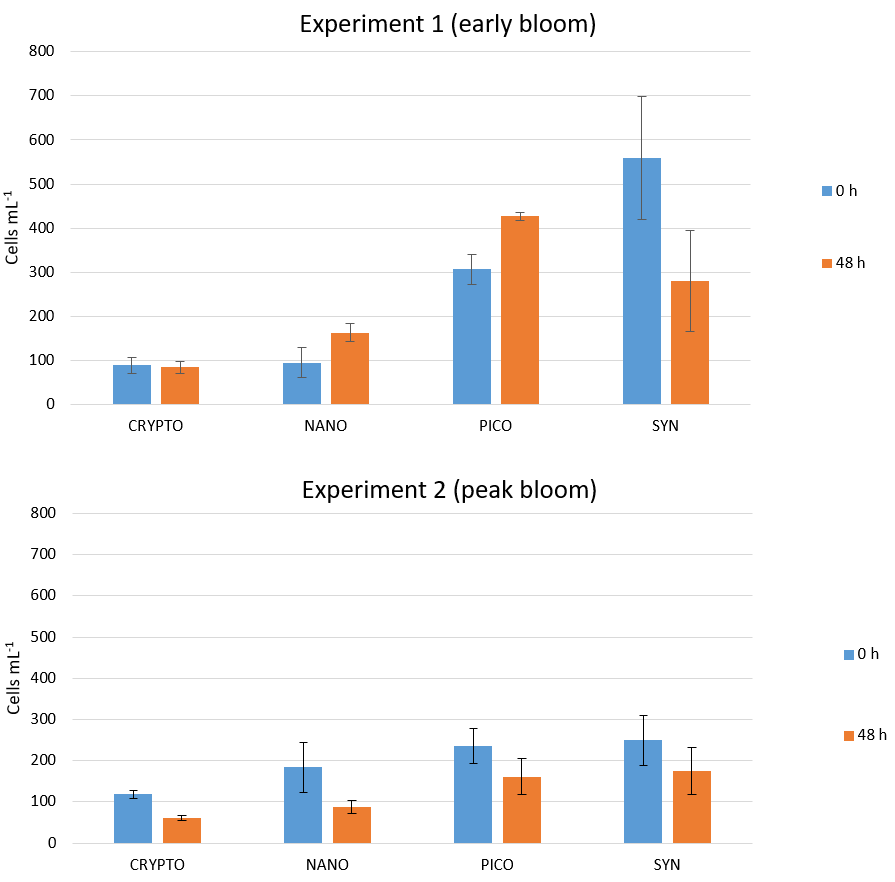 Experiment 1 (early bloom)
800
700
600
500
400
300
200
100
0
Cells mL-1
CRYPTO NANO PICO SYN
0 h
48 h
Experiment 2 (peak bloom)
800
700
600
500
400
300
200
100
0
Cells mL-1
CRYPTO NANO PICO SYN
0 h
48 h